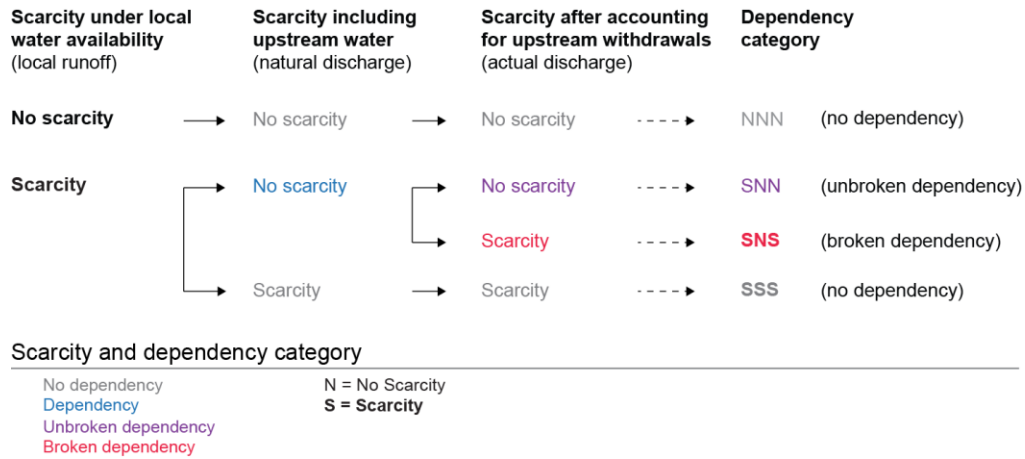 Scarcity under local water availability (local runoff)
Scarcity including upstream water (natural discharge)
Scarcity after accounting for upstream withdrawals (actual discharge)
Dependency category
No scarcity No scarcity No scarcity NNN (no dependency)
Scarcity No scarcity No scarcity SNN (unbroken dependency)
Scarcity SNS (broken dependency)
Scarcity Scarcity SSS (no dependency)
Scarcity and dependency category
No dependency N = No Scarcity
Dependency S = Scarcity
Unbroken dependency
Broken dependency